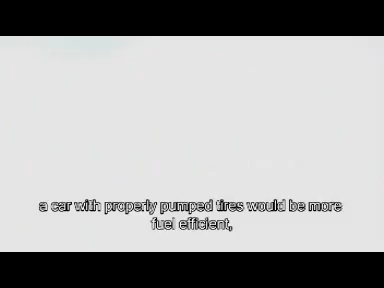 a car with properly pumped tires would be more
fuel efficient,